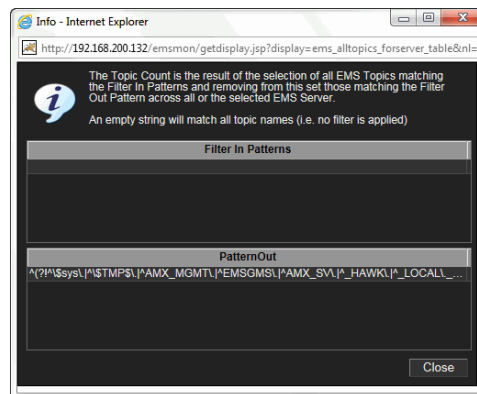 Info - Internet Explorer
http://192.168.200.132/emsmon/getdisplay.jsp?display=ems_alltopics_forserver_table&nl=
The Topic Count is the result of the selection of all EMS Topics matching
the Filter In Patterns and removing from this set those matching the Filter
Out Pattern across all or the selected EMS Server.
An empty string will match all topic names (i.e. no filter is applied)
Filter In Patterns
PatternOut
^(?!^\$sys\.|^\$TMP$\.|^AMX_MGMT\.|^EMSGMS\.|^AMX_SV\.|^_HAWK\.|^_LOCAL\._...
Close